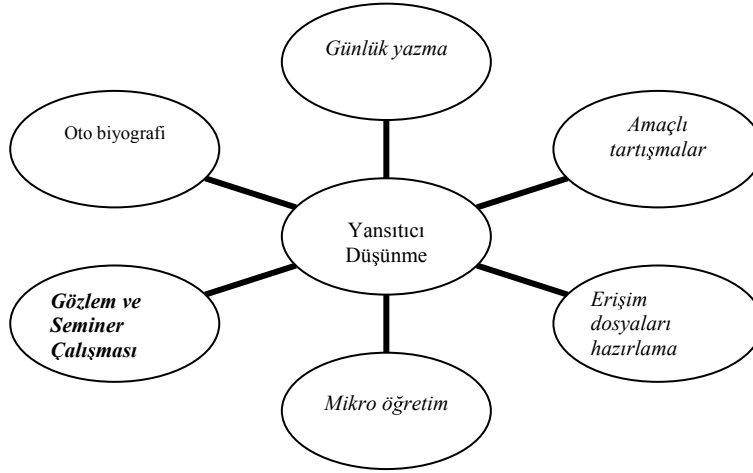 Günlük yazma
Oto biyografi
Amaçlı
tartışmalar
Yansıtıcı
Düşünme
Gözlem ve
Seminer
Çalışması
Erişim
dosyaları
hazırlama
Mikro öğretim